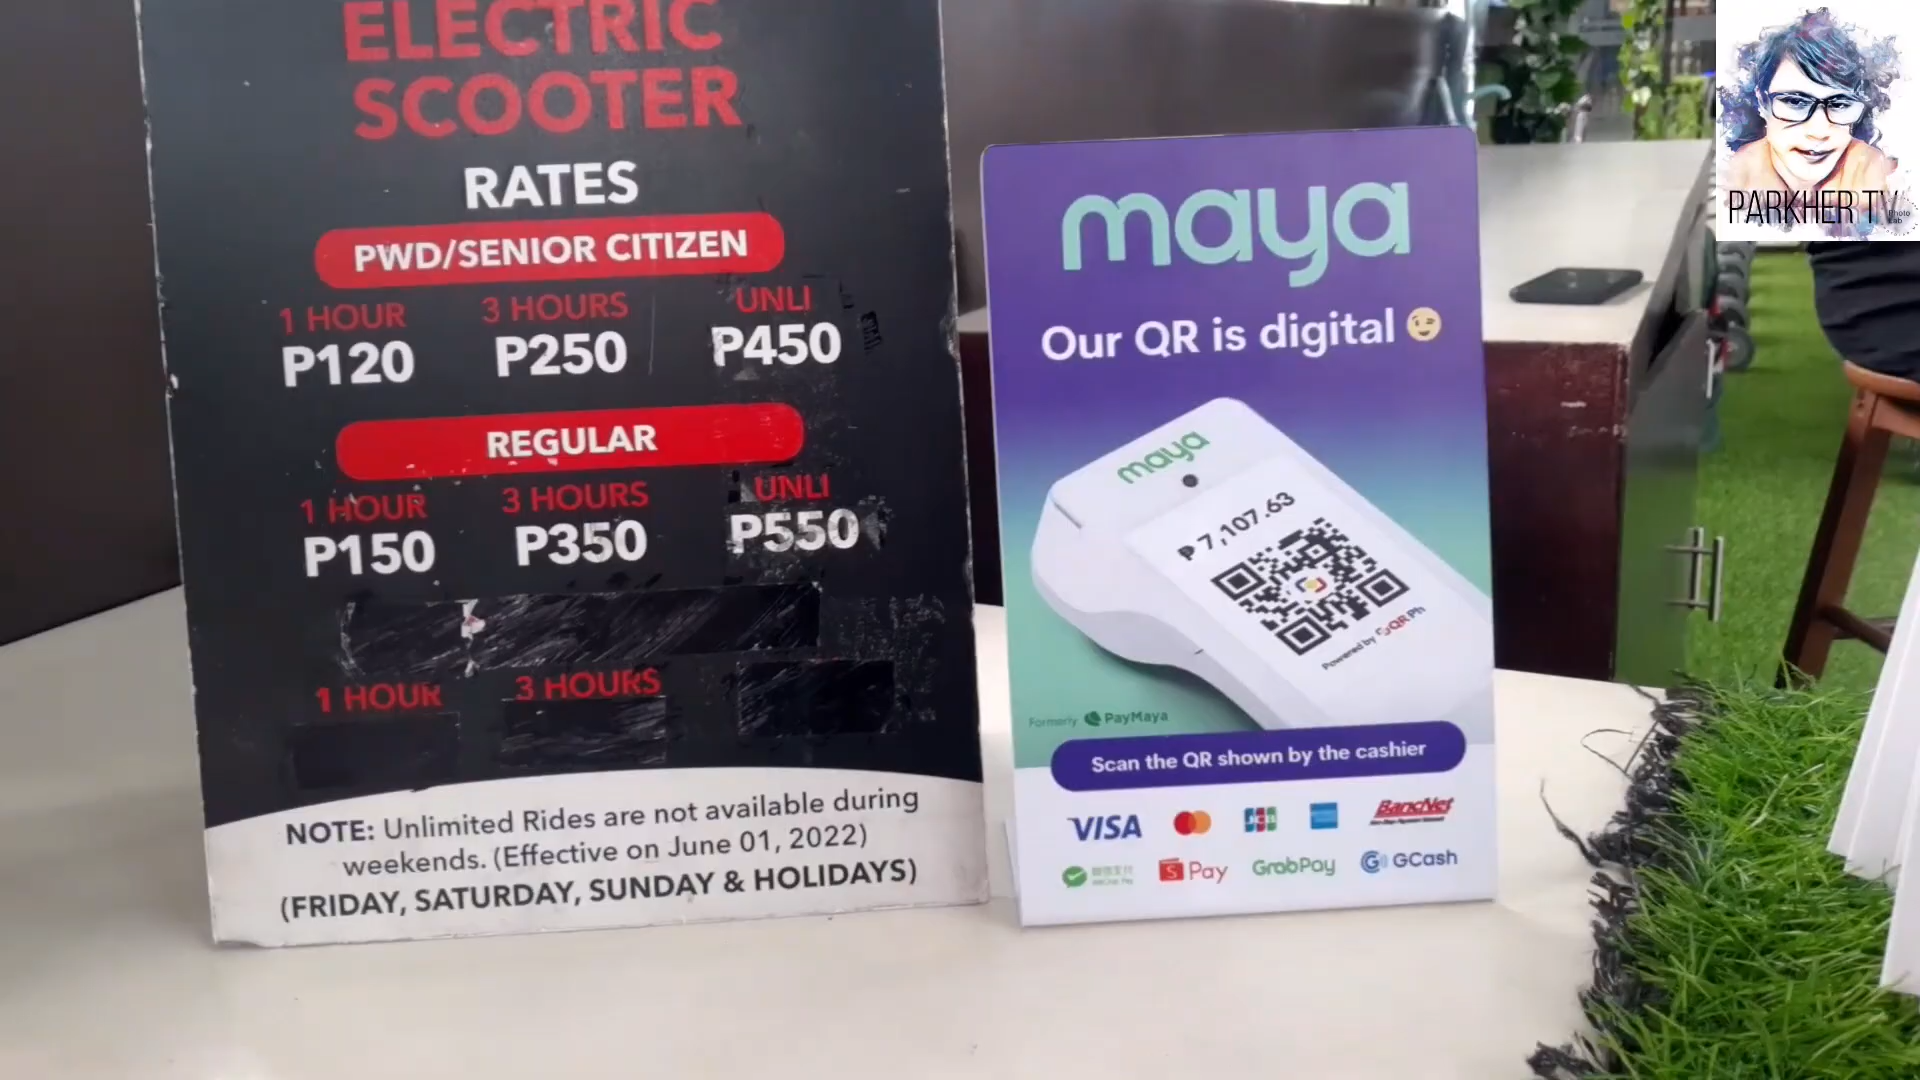 ELECTRIC
SCOOTER
RATES
PWD/SENIOR CITIZEN
1 HOUR 3 HOURS UNLI
P120 P250 P450
REGULAR
1 HOUR 3 HOURS UNLI
P150 P350 P550
1 HOUR 3 HOURS
NOTE: Unlimited Rides are not available during
weekends. (Effective on June 01, 2022)
(FRIDAY, SATURDAY, SUNDAY & HOLIDAYS)
maya
Our QR is digital 😉
maya
₱ 7,107.63
Powered by QR Ph
Formerly PayMaya
Scan the QR shown by the cashier
VISA JCB BancNet
S Pay GrabPay GCash
PARKHER TV
Photo
Lab